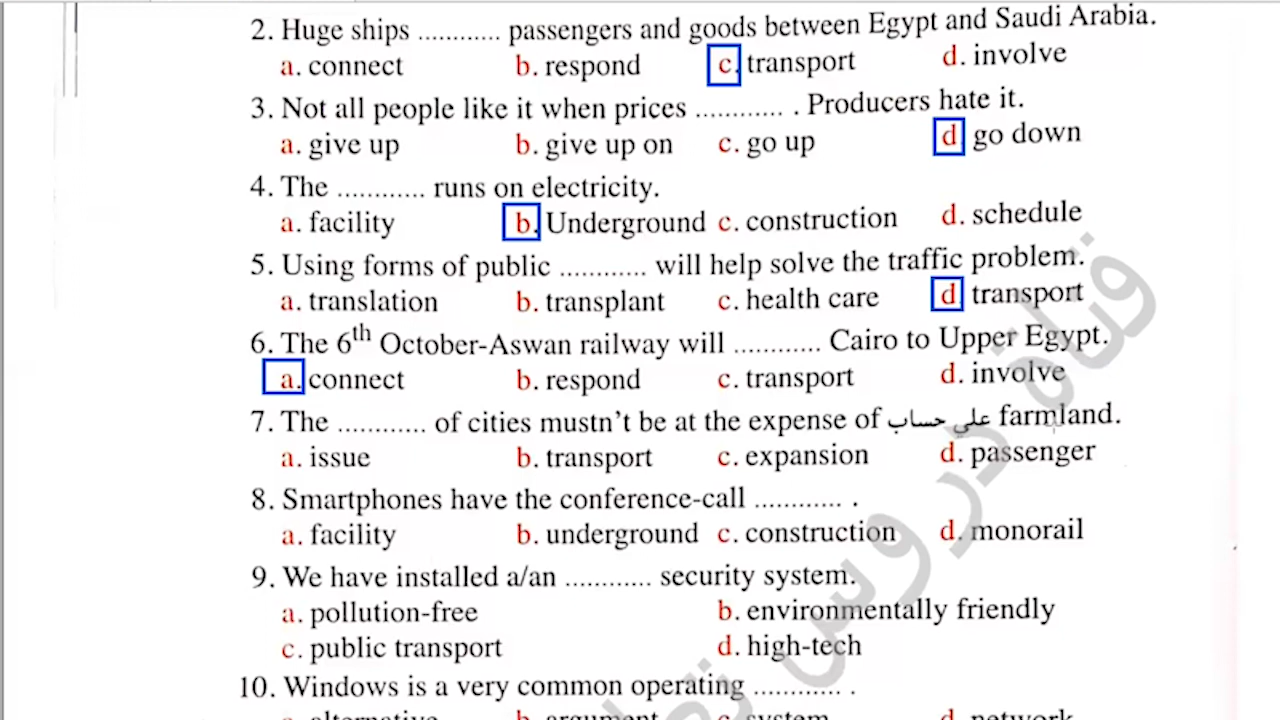 2. Huge ships ............ passengers and goods between Egypt and Saudi Arabia.
a. connect b. respond c. transport d. involve
3. Not all people like it when prices ............ . Producers hate it.
a. give up b. give up on c. go up d go down
4. The ............ runs on electricity.
a. facility b. Underground c. construction d. schedule
5. Using forms of public ............ will help solve the traffic problem.
a. translation b. transplant c. health care d transport
6. The 6th October-Aswan railway will ............ Cairo to Upper Egypt.
a. connect b. respond c. transport d. involve
7. The ............ of cities mustn't be at the expense of على حساب farmland.
a. issue b. transport c. expansion d. passenger
8. Smartphones have the conference-call ............ .
a. facility b. underground c. construction d. monorail
9. We have installed a/an ............ security system.
a. pollution-free b. environmentally friendly
c. public transport d. high-tech
10. Windows is a very common operating ............ .
a. alternative b. argument c. system d. network
قناة دروس